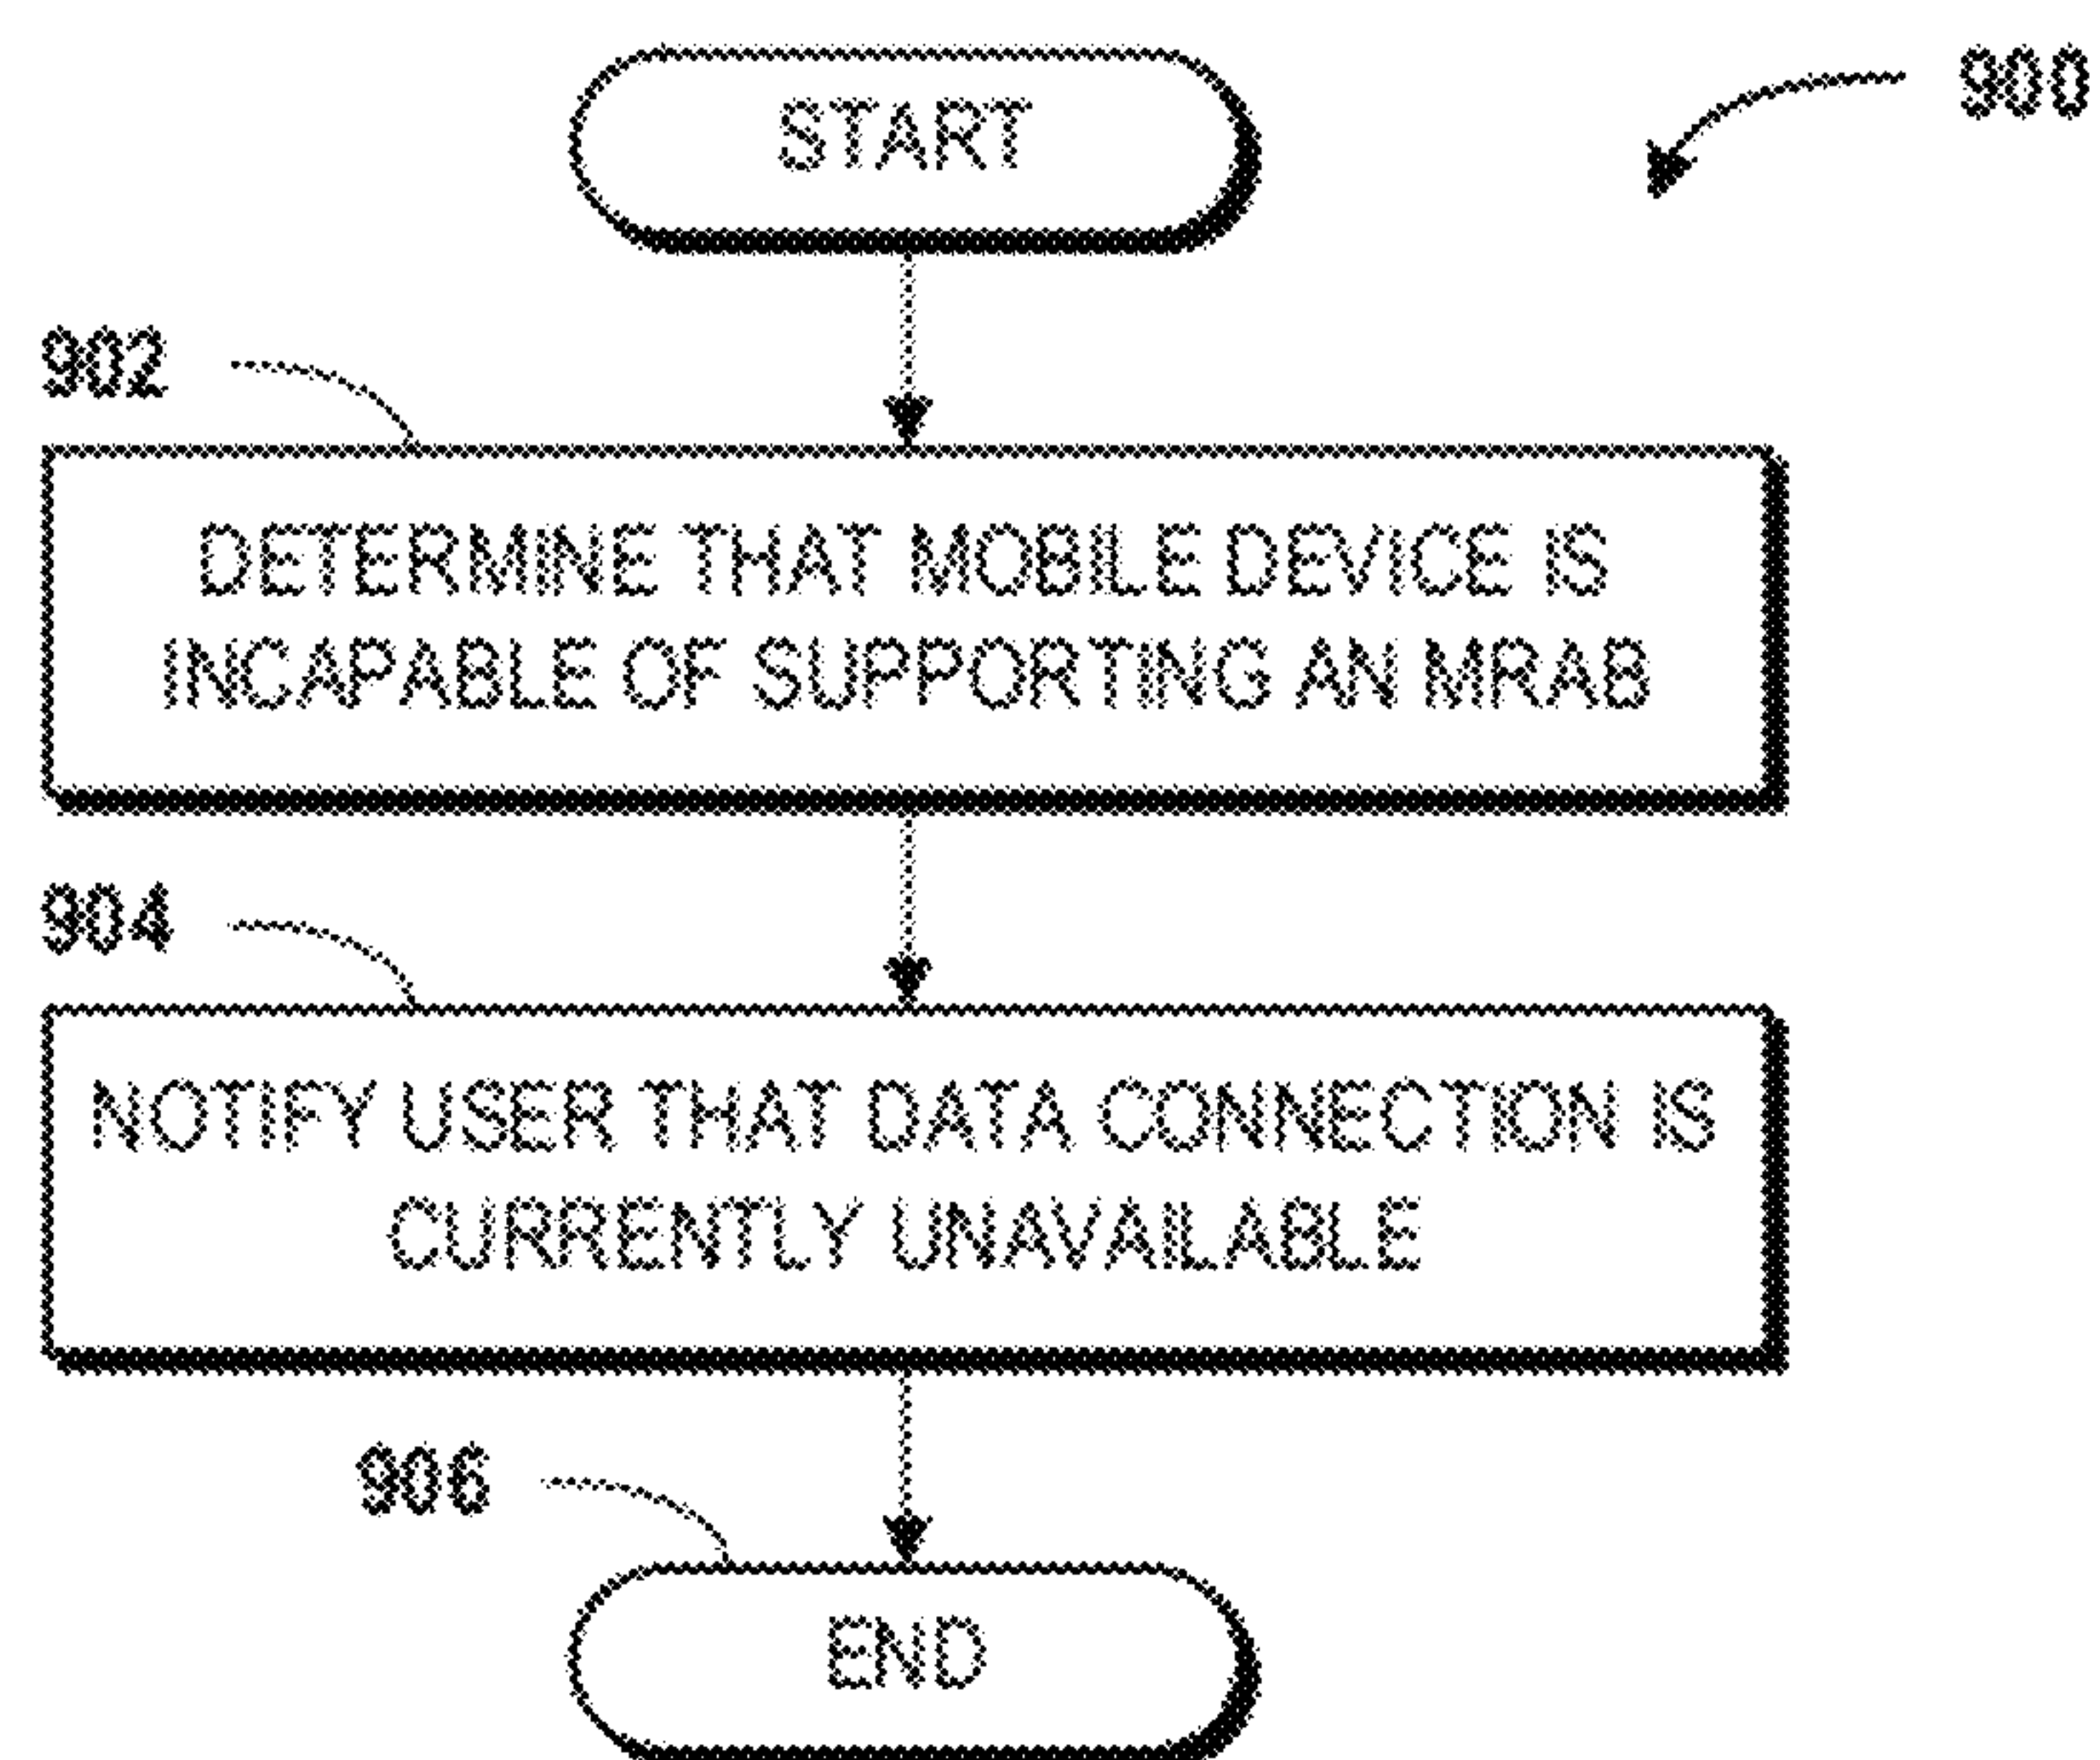 START
900
902
DETERMINE THAT MOBILE DEVICE IS
INCAPABLE OF SUPPORTING AN MRAB
904
NOTIFY USER THAT DATA CONNECTION IS
CURRENTLY UNAVAILABLE
906
END